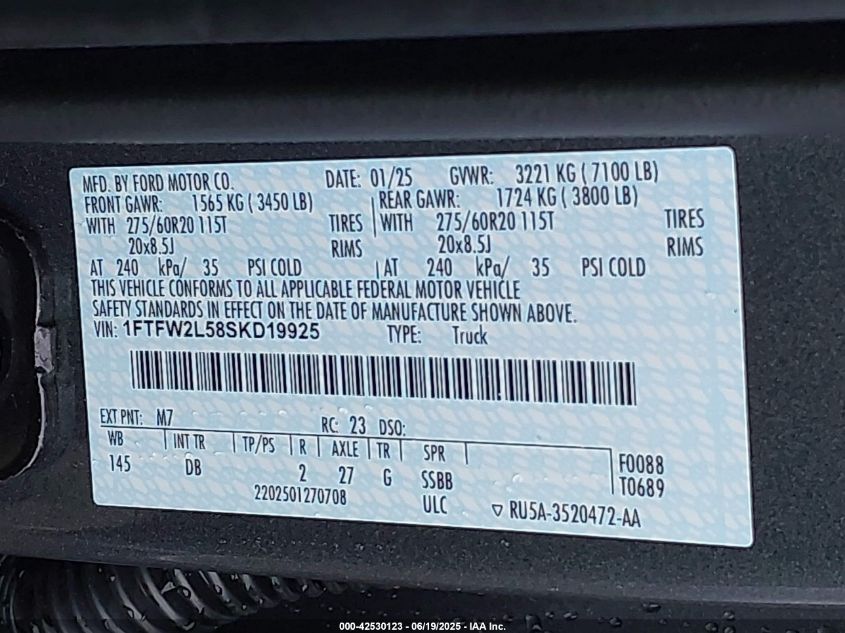 MFD. BY FORD MOTOR CO. DATE: 01/25 GVWR: 3221 KG ( 7100 LB)
FRONT GAWR: 1565 KG ( 3450 LB) REAR GAWR: 1724 KG ( 3800 LB)
WITH 275/60R20 115T TIRES WITH 275/60R20 115T TIRES
20x8.5J RIMS 20x8.5J RIMS
AT 240 kPa/ 35 PSI COLD AT 240 kPa/ 35 PSI COLD
THIS VEHICLE CONFORMS TO ALL APPLICABLE FEDERAL MOTOR VEHICLE
SAFETY STANDARDS IN EFFECT ON THE DATE OF MANUFACTURE SHOWN ABOVE.
VIN: 1FTFW2L58SKD19925 TYPE: Truck
EXT PNT: M7 RC: 23 DSO:
WB INT TR TP/PS R AXLE TR SPR F0088
145 DB 2 27 G SSBB T0689
2202501270708 ULC RU5A-3520472-AA
000-42530123 - 06/19/2025 - IAA Inc.